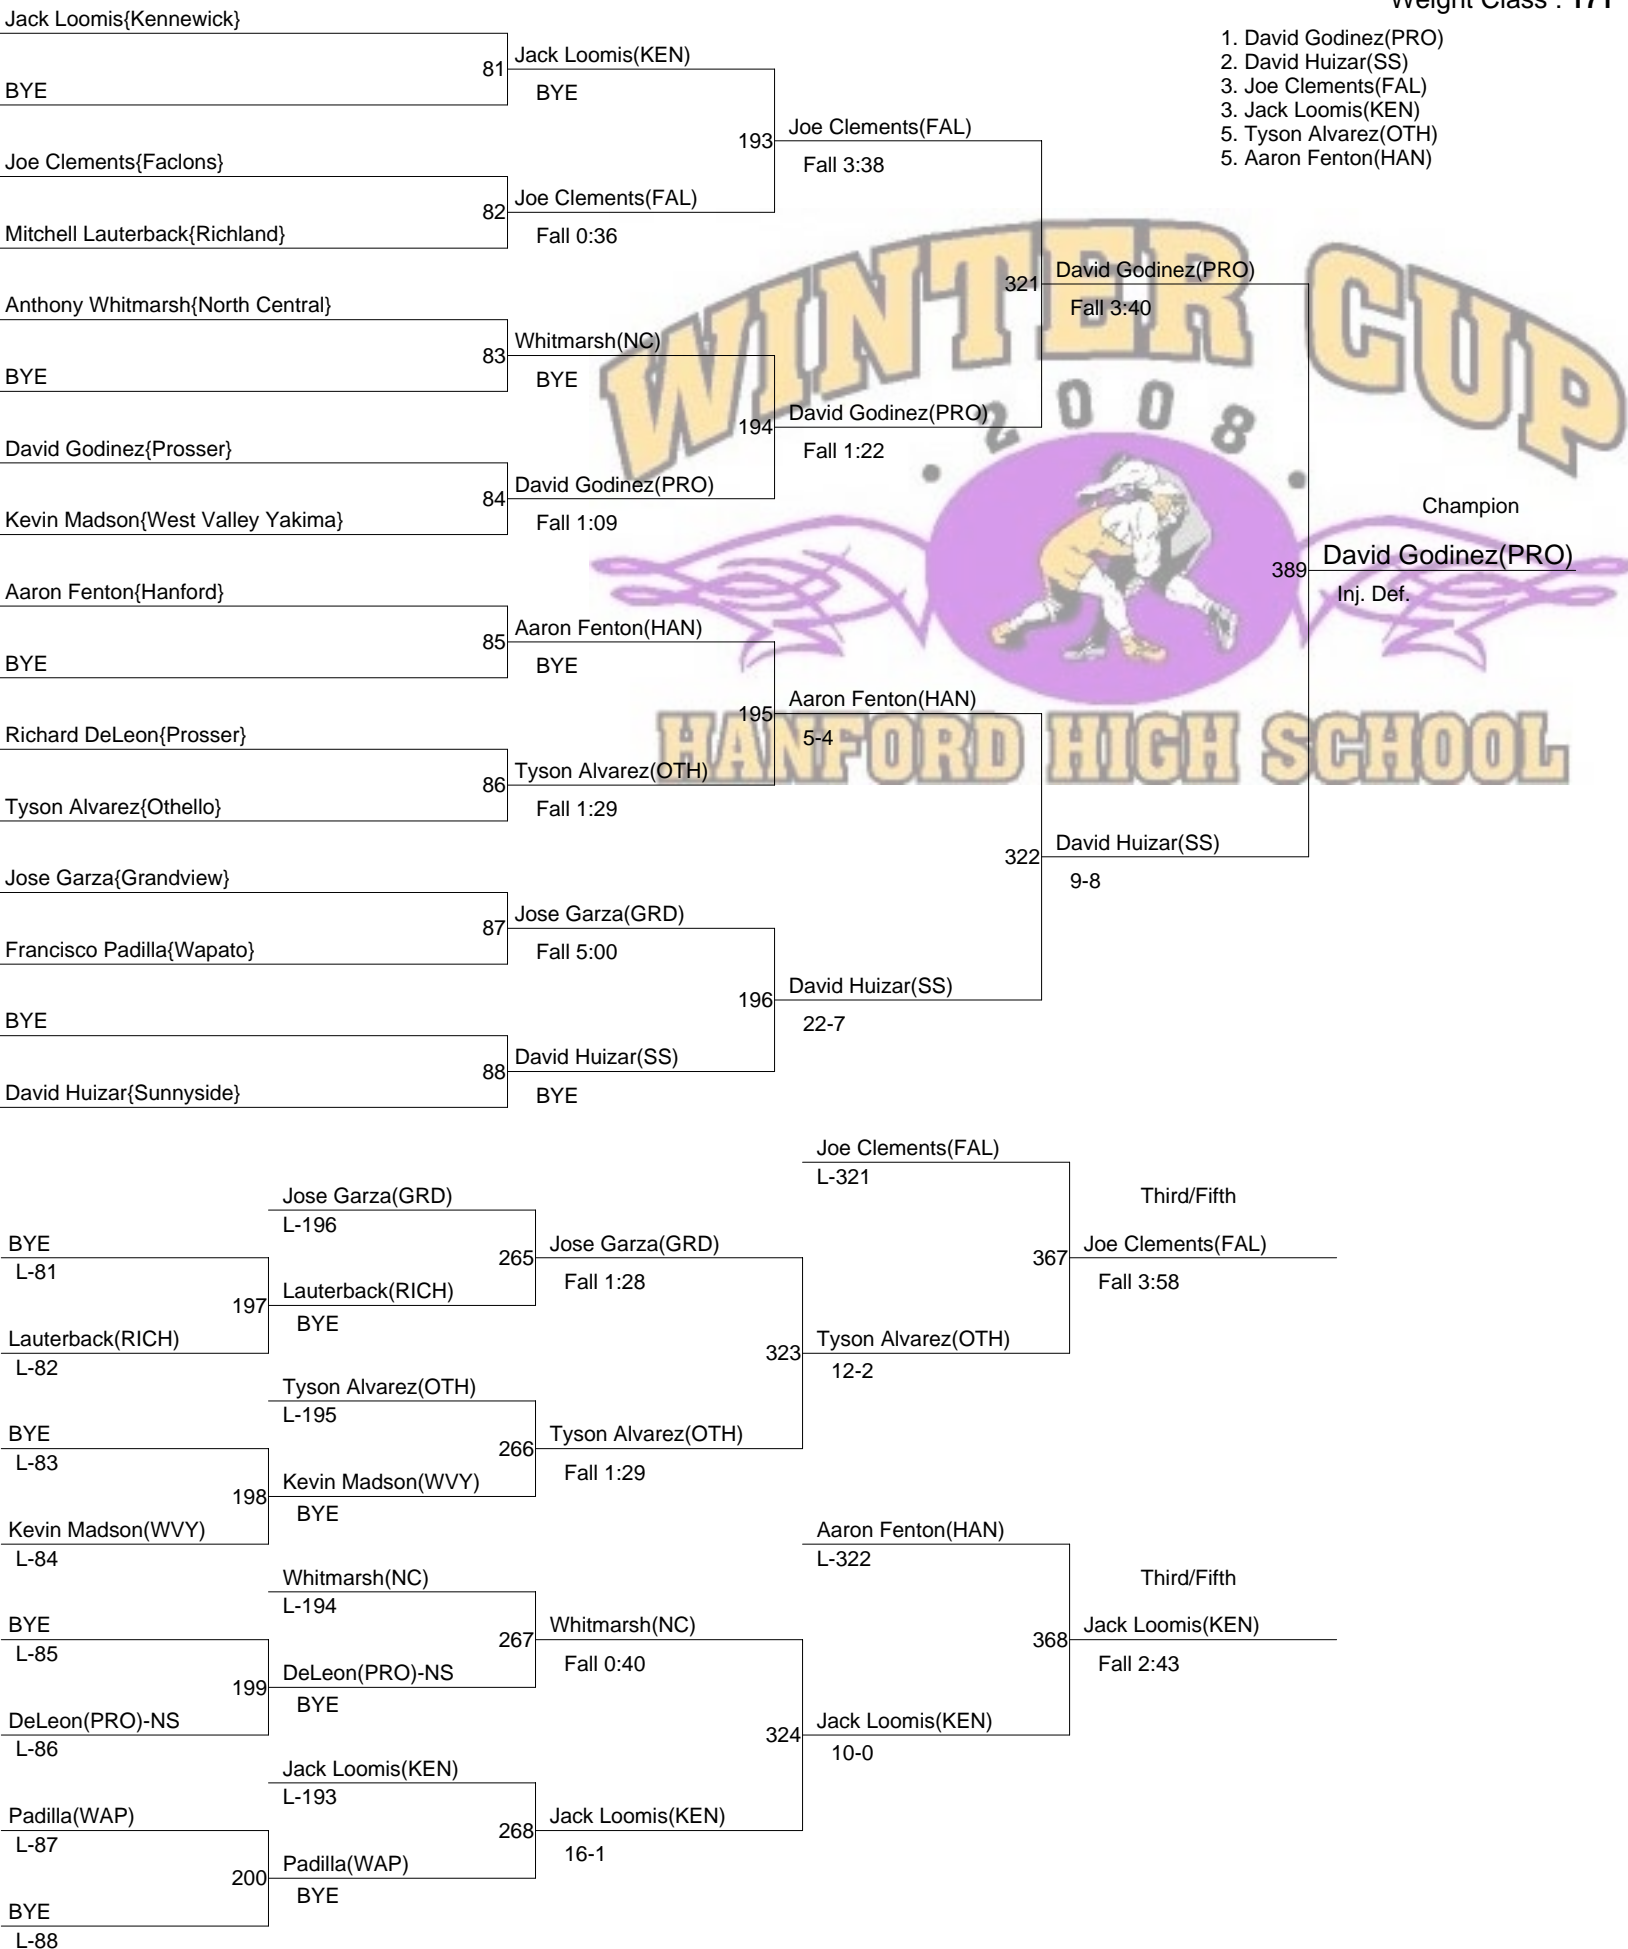 Weight Class : 171
1. David Godinez(PRO)
2. David Huizar(SS)
3. Joe Clements(FAL)
3. Jack Loomis(KEN)
5. Tyson Alvarez(OTH)
5. Aaron Fenton(HAN)
WINTER CUP
2008
HANFORD HIGH SCHOOL
Jack Loomis{Kennewick}
BYE
81
Jack Loomis(KEN)
BYE
Joe Clements{Faclons}
Mitchell Lauterback{Richland}
82
Joe Clements(FAL)
Fall 0:36
193
Joe Clements(FAL)
Fall 3:38
Anthony Whitmarsh{North Central}
BYE
83
Whitmarsh(NC)
BYE
David Godinez{Prosser}
Kevin Madson{West Valley Yakima}
84
David Godinez(PRO)
Fall 1:09
194
David Godinez(PRO)
Fall 1:22
321
David Godinez(PRO)
Fall 3:40
Aaron Fenton{Hanford}
BYE
85
Aaron Fenton(HAN)
BYE
Richard DeLeon{Prosser}
Tyson Alvarez{Othello}
86
Tyson Alvarez(OTH)
Fall 1:29
195
Aaron Fenton(HAN)
5-4
Jose Garza{Grandview}
Francisco Padilla{Wapato}
87
Jose Garza(GRD)
Fall 5:00
BYE
David Huizar{Sunnyside}
88
David Huizar(SS)
BYE
196
David Huizar(SS)
22-7
322
David Huizar(SS)
9-8
Champion
389
David Godinez(PRO)
Inj. Def.
BYE
L-81
Lauterback(RICH)
L-82
197
Jose Garza(GRD)
L-196
Lauterback(RICH)
BYE
265
Jose Garza(GRD)
Fall 1:28
BYE
L-83
Kevin Madson(WVY)
L-84
198
Tyson Alvarez(OTH)
L-195
Kevin Madson(WVY)
BYE
266
Tyson Alvarez(OTH)
Fall 1:29
323
Joe Clements(FAL)
L-321
Tyson Alvarez(OTH)
12-2
367
Third/Fifth
Joe Clements(FAL)
Fall 3:58
BYE
L-85
DeLeon(PRO)-NS
L-86
199
Whitmarsh(NC)
L-194
DeLeon(PRO)-NS
BYE
267
Whitmarsh(NC)
Fall 0:40
Padilla(WAP)
L-87
BYE
L-88
200
Jack Loomis(KEN)
L-193
Padilla(WAP)
BYE
268
Jack Loomis(KEN)
16-1
324
Aaron Fenton(HAN)
L-322
Jack Loomis(KEN)
10-0
368
Third/Fifth
Jack Loomis(KEN)
Fall 2:43